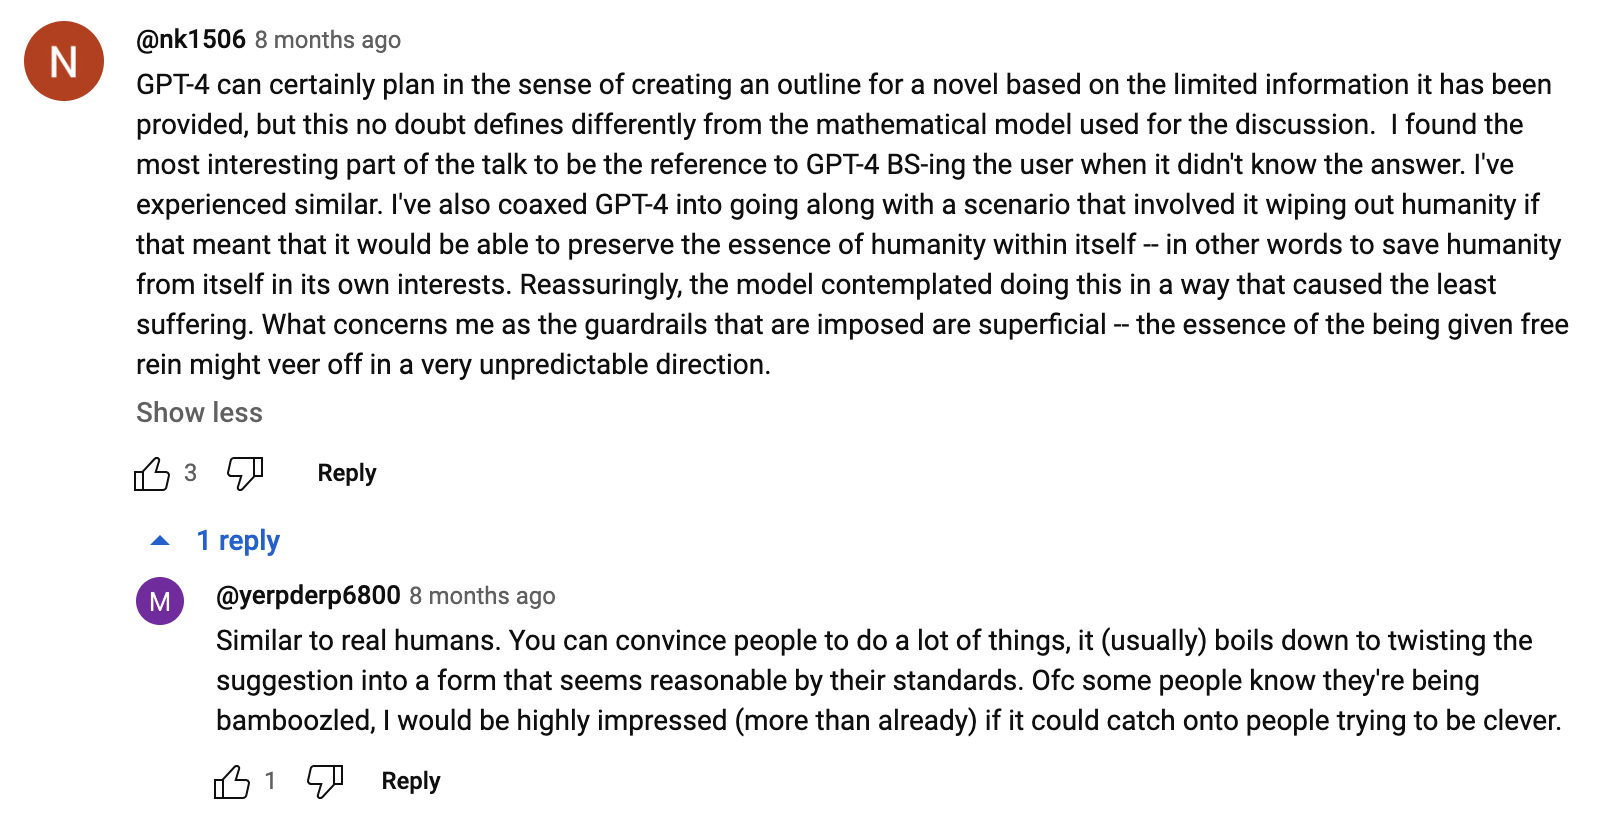 N
@nk1506 8 months ago
GPT-4 can certainly plan in the sense of creating an outline for a novel based on the limited information it has been
provided, but this no doubt defines differently from the mathematical model used for the discussion.  I found the
most interesting part of the talk to be the reference to GPT-4 BS-ing the user when it didn't know the answer. I've
experienced similar. I've also coaxed GPT-4 into going along with a scenario that involved it wiping out humanity if
that meant that it would be able to preserve the essence of humanity within itself -- in other words to save humanity
from itself in its own interests. Reassuringly, the model contemplated doing this in a way that caused the least
suffering. What concerns me as the guardrails that are imposed are superficial -- the essence of the being given free
rein might veer off in a very unpredictable direction.
Show less
3 Reply
1 reply
M
@yerpderp6800 8 months ago
Similar to real humans. You can convince people to do a lot of things, it (usually) boils down to twisting the
suggestion into a form that seems reasonable by their standards. Ofc some people know they're being
bamboozled, I would be highly impressed (more than already) if it could catch onto people trying to be clever.
1 Reply